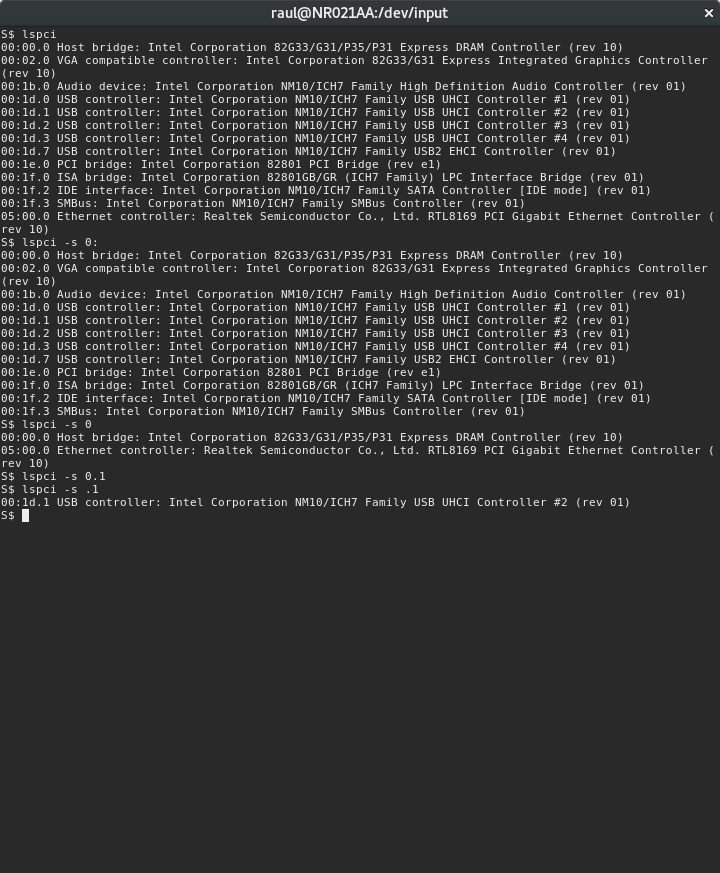 raul@NR021AA:/dev/input ×
S$ lspci
00:00.0 Host bridge: Intel Corporation 82G33/G31/P35/P31 Express DRAM Controller (rev 10)
00:02.0 VGA compatible controller: Intel Corporation 82G33/G31 Express Integrated Graphics Controller
(rev 10)
00:1b.0 Audio device: Intel Corporation NM10/ICH7 Family High Definition Audio Controller (rev 01)
00:1d.0 USB controller: Intel Corporation NM10/ICH7 Family USB UHCI Controller #1 (rev 01)
00:1d.1 USB controller: Intel Corporation NM10/ICH7 Family USB UHCI Controller #2 (rev 01)
00:1d.2 USB controller: Intel Corporation NM10/ICH7 Family USB UHCI Controller #3 (rev 01)
00:1d.3 USB controller: Intel Corporation NM10/ICH7 Family USB UHCI Controller #4 (rev 01)
00:1d.7 USB controller: Intel Corporation NM10/ICH7 Family USB2 EHCI Controller (rev 01)
00:1e.0 PCI bridge: Intel Corporation 82801 PCI Bridge (rev e1)
00:1f.0 ISA bridge: Intel Corporation 82801GB/GR (ICH7 Family) LPC Interface Bridge (rev 01)
00:1f.2 IDE interface: Intel Corporation NM10/ICH7 Family SATA Controller [IDE mode] (rev 01)
00:1f.3 SMBus: Intel Corporation NM10/ICH7 Family SMBus Controller (rev 01)
05:00.0 Ethernet controller: Realtek Semiconductor Co., Ltd. RTL8169 PCI Gigabit Ethernet Controller (
rev 10)
S$ lspci -s 0:
00:00.0 Host bridge: Intel Corporation 82G33/G31/P35/P31 Express DRAM Controller (rev 10)
00:02.0 VGA compatible controller: Intel Corporation 82G33/G31 Express Integrated Graphics Controller
(rev 10)
00:1b.0 Audio device: Intel Corporation NM10/ICH7 Family High Definition Audio Controller (rev 01)
00:1d.0 USB controller: Intel Corporation NM10/ICH7 Family USB UHCI Controller #1 (rev 01)
00:1d.1 USB controller: Intel Corporation NM10/ICH7 Family USB UHCI Controller #2 (rev 01)
00:1d.2 USB controller: Intel Corporation NM10/ICH7 Family USB UHCI Controller #3 (rev 01)
00:1d.3 USB controller: Intel Corporation NM10/ICH7 Family USB UHCI Controller #4 (rev 01)
00:1d.7 USB controller: Intel Corporation NM10/ICH7 Family USB2 EHCI Controller (rev 01)
00:1e.0 PCI bridge: Intel Corporation 82801 PCI Bridge (rev e1)
00:1f.0 ISA bridge: Intel Corporation 82801GB/GR (ICH7 Family) LPC Interface Bridge (rev 01)
00:1f.2 IDE interface: Intel Corporation NM10/ICH7 Family SATA Controller [IDE mode] (rev 01)
00:1f.3 SMBus: Intel Corporation NM10/ICH7 Family SMBus Controller (rev 01)
S$ lspci -s 0
00:00.0 Host bridge: Intel Corporation 82G33/G31/P35/P31 Express DRAM Controller (rev 10)
05:00.0 Ethernet controller: Realtek Semiconductor Co., Ltd. RTL8169 PCI Gigabit Ethernet Controller (
rev 10)
S$ lspci -s 0.1
S$ lspci -s .1
00:1d.1 USB controller: Intel Corporation NM10/ICH7 Family USB UHCI Controller #2 (rev 01)
S$